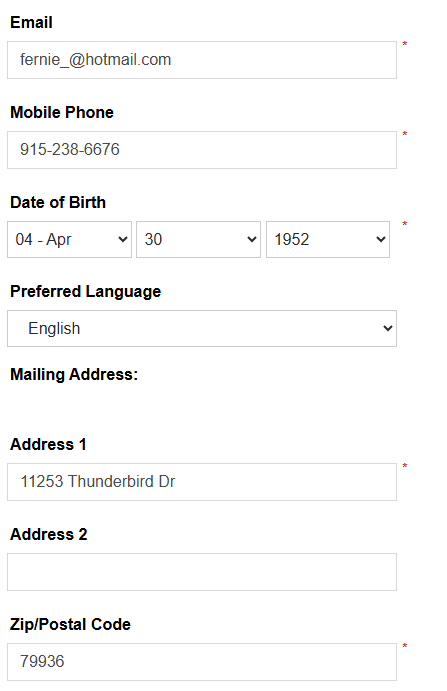 Email
fernie_@hotmail.com *
Mobile Phone
915-238-6676 *
Date of Birth
04 - Apr 30 1952 *
Preferred Language
English
Mailing Address:
Address 1
11253 Thunderbird Dr *
Address 2
Zip/Postal Code
79936 *